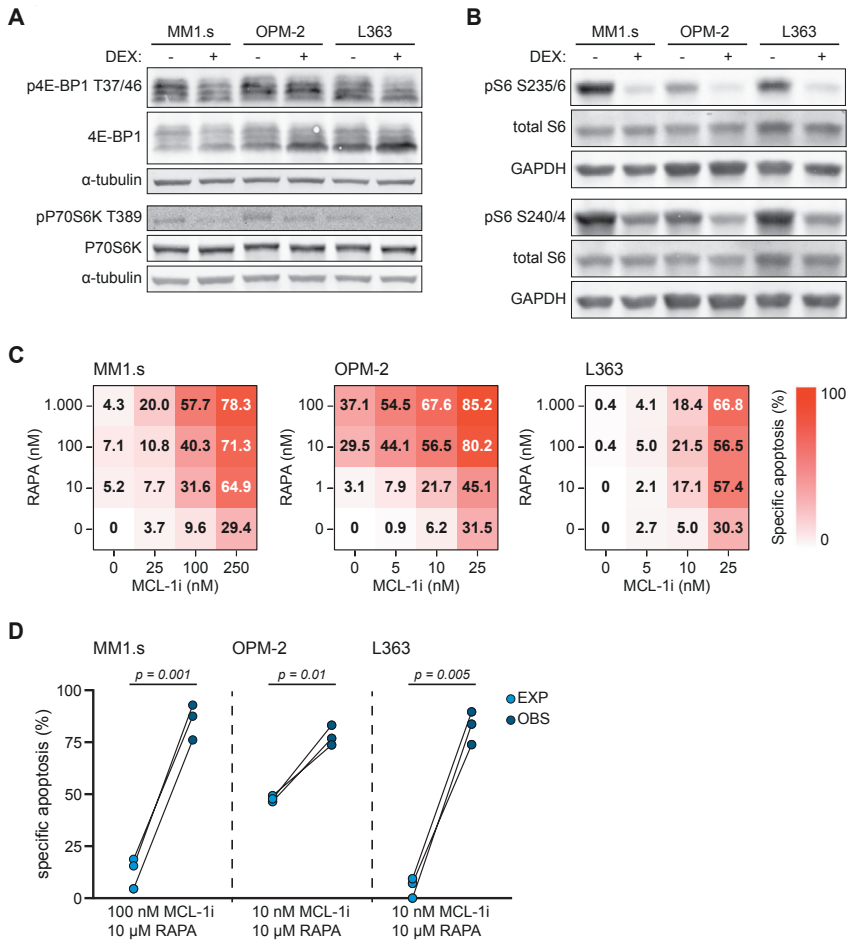 A
MM1.s OPM-2 L363
DEX: - + - + - +
p4E-BP1 T37/46
4E-BP1
α-tubulin
pP70S6K T389
P70S6K
α-tubulin
B
MM1.s OPM-2 L363
DEX: - + - + - +
pS6 S235/6
total S6
GAPDH
pS6 S240/4
total S6
GAPDH
C
MM1.s
RAPA (nM)
1.000 4.3 20.0 57.7 78.3
100 7.1 10.8 40.3 71.3
10 5.2 7.7 31.6 64.9
0 0 3.7 9.6 29.4
0 25 100 250
MCL-1i (nM)
OPM-2
RAPA (nM)
100 37.1 54.5 67.6 85.2
10 29.5 44.1 56.5 80.2
1 3.1 7.9 21.7 45.1
0 0 0.9 6.2 31.5
0 5 10 25
MCL-1i (nM)
L363
RAPA (nM)
1.000 0.4 4.1 18.4 66.8
100 0.4 5.0 21.5 56.5
10 0 2.1 17.1 57.4
0 0 2.7 5.0 30.3
0 5 10 25
MCL-1i (nM)
Specific apoptosis (%)
100
0
D
MM1.s OPM-2 L363
p = 0.001 p = 0.01 p = 0.005
EXP
OBS
specific apoptosis (%)
100
75
50
25
0
100 nM MCL-1i 10 nM MCL-1i 10 nM MCL-1i
10 µM RAPA 10 µM RAPA 10 µM RAPA